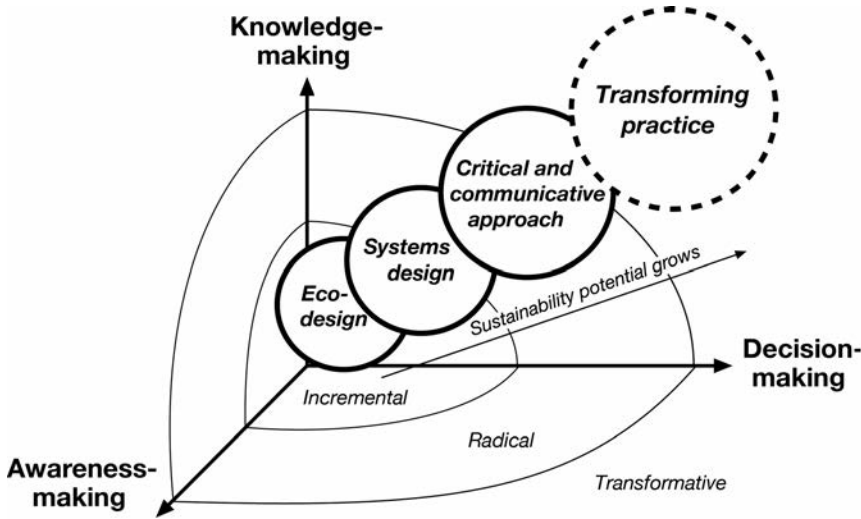 Knowledge-
making
Transforming
practice
Critical and
communicative
approach
Systems
design
Eco-
design
Sustainability potential grows
Decision-
making
Incremental
Radical
Awareness-
making
Transformative